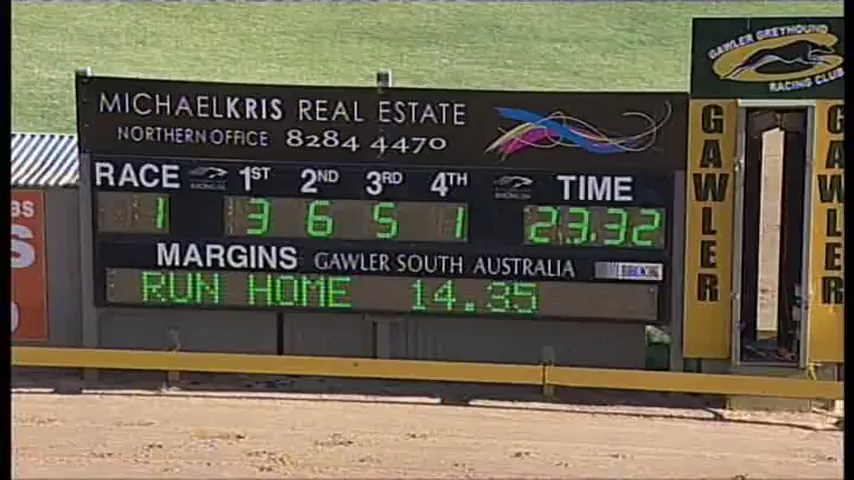 GAWLER GREYHOUND
RACING CLUB
MICHAELKRIS REAL ESTATE
NORTHERN OFFICE 8284 4470
RACE 1ST 2ND 3RD 4TH TIME
1 3 6 5 1 23.32
MARGINS GAWLER SOUTH AUSTRALIA
RUN HOME 14.35
GAWLER
GAWLER